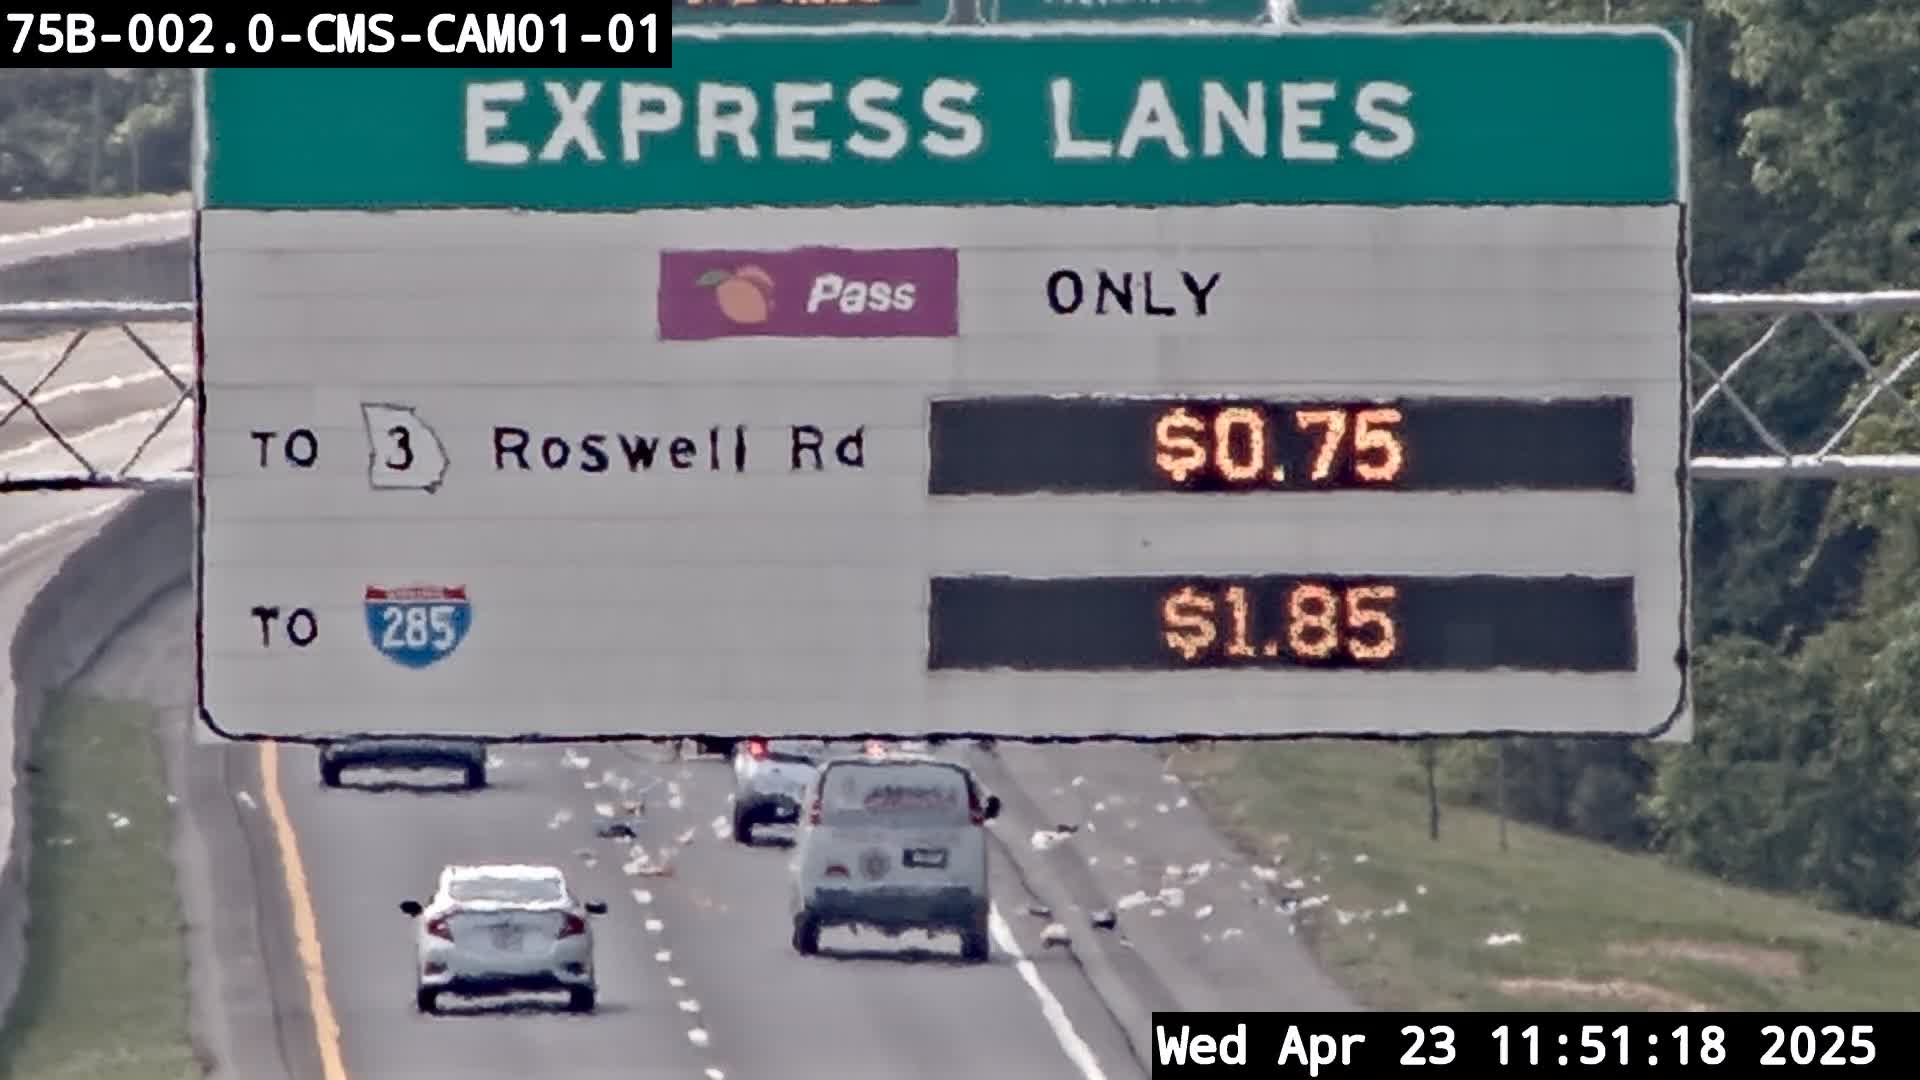 75B-002.0-CMS-CAM01-01
EXPRESS LANES
Pass ONLY
TO 3 Roswell Rd $0.75
TO 285 $1.85
Wed Apr 23 11:51:18 2025